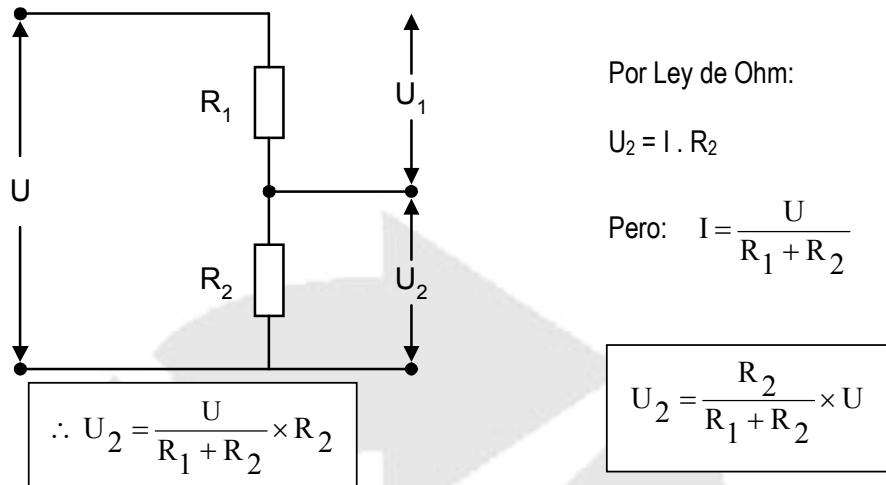 U
R₁
R₂
U₁
U₂
Por Ley de Ohm:
U₂ = I . R₂
Pero: I = U / (R₁ + R₂)
∴ U₂ = U / (R₁ + R₂) × R₂
U₂ = R₂ / (R₁ + R₂) × U